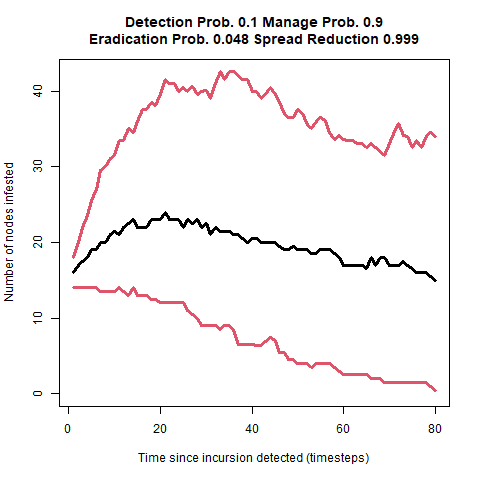 Detection Prob. 0.1 Manage Prob. 0.9
Eradication Prob. 0.048 Spread Reduction 0.999
Number of nodes infested
40
30
20
10
0
0 20 40 60 80
Time since incursion detected (timesteps)